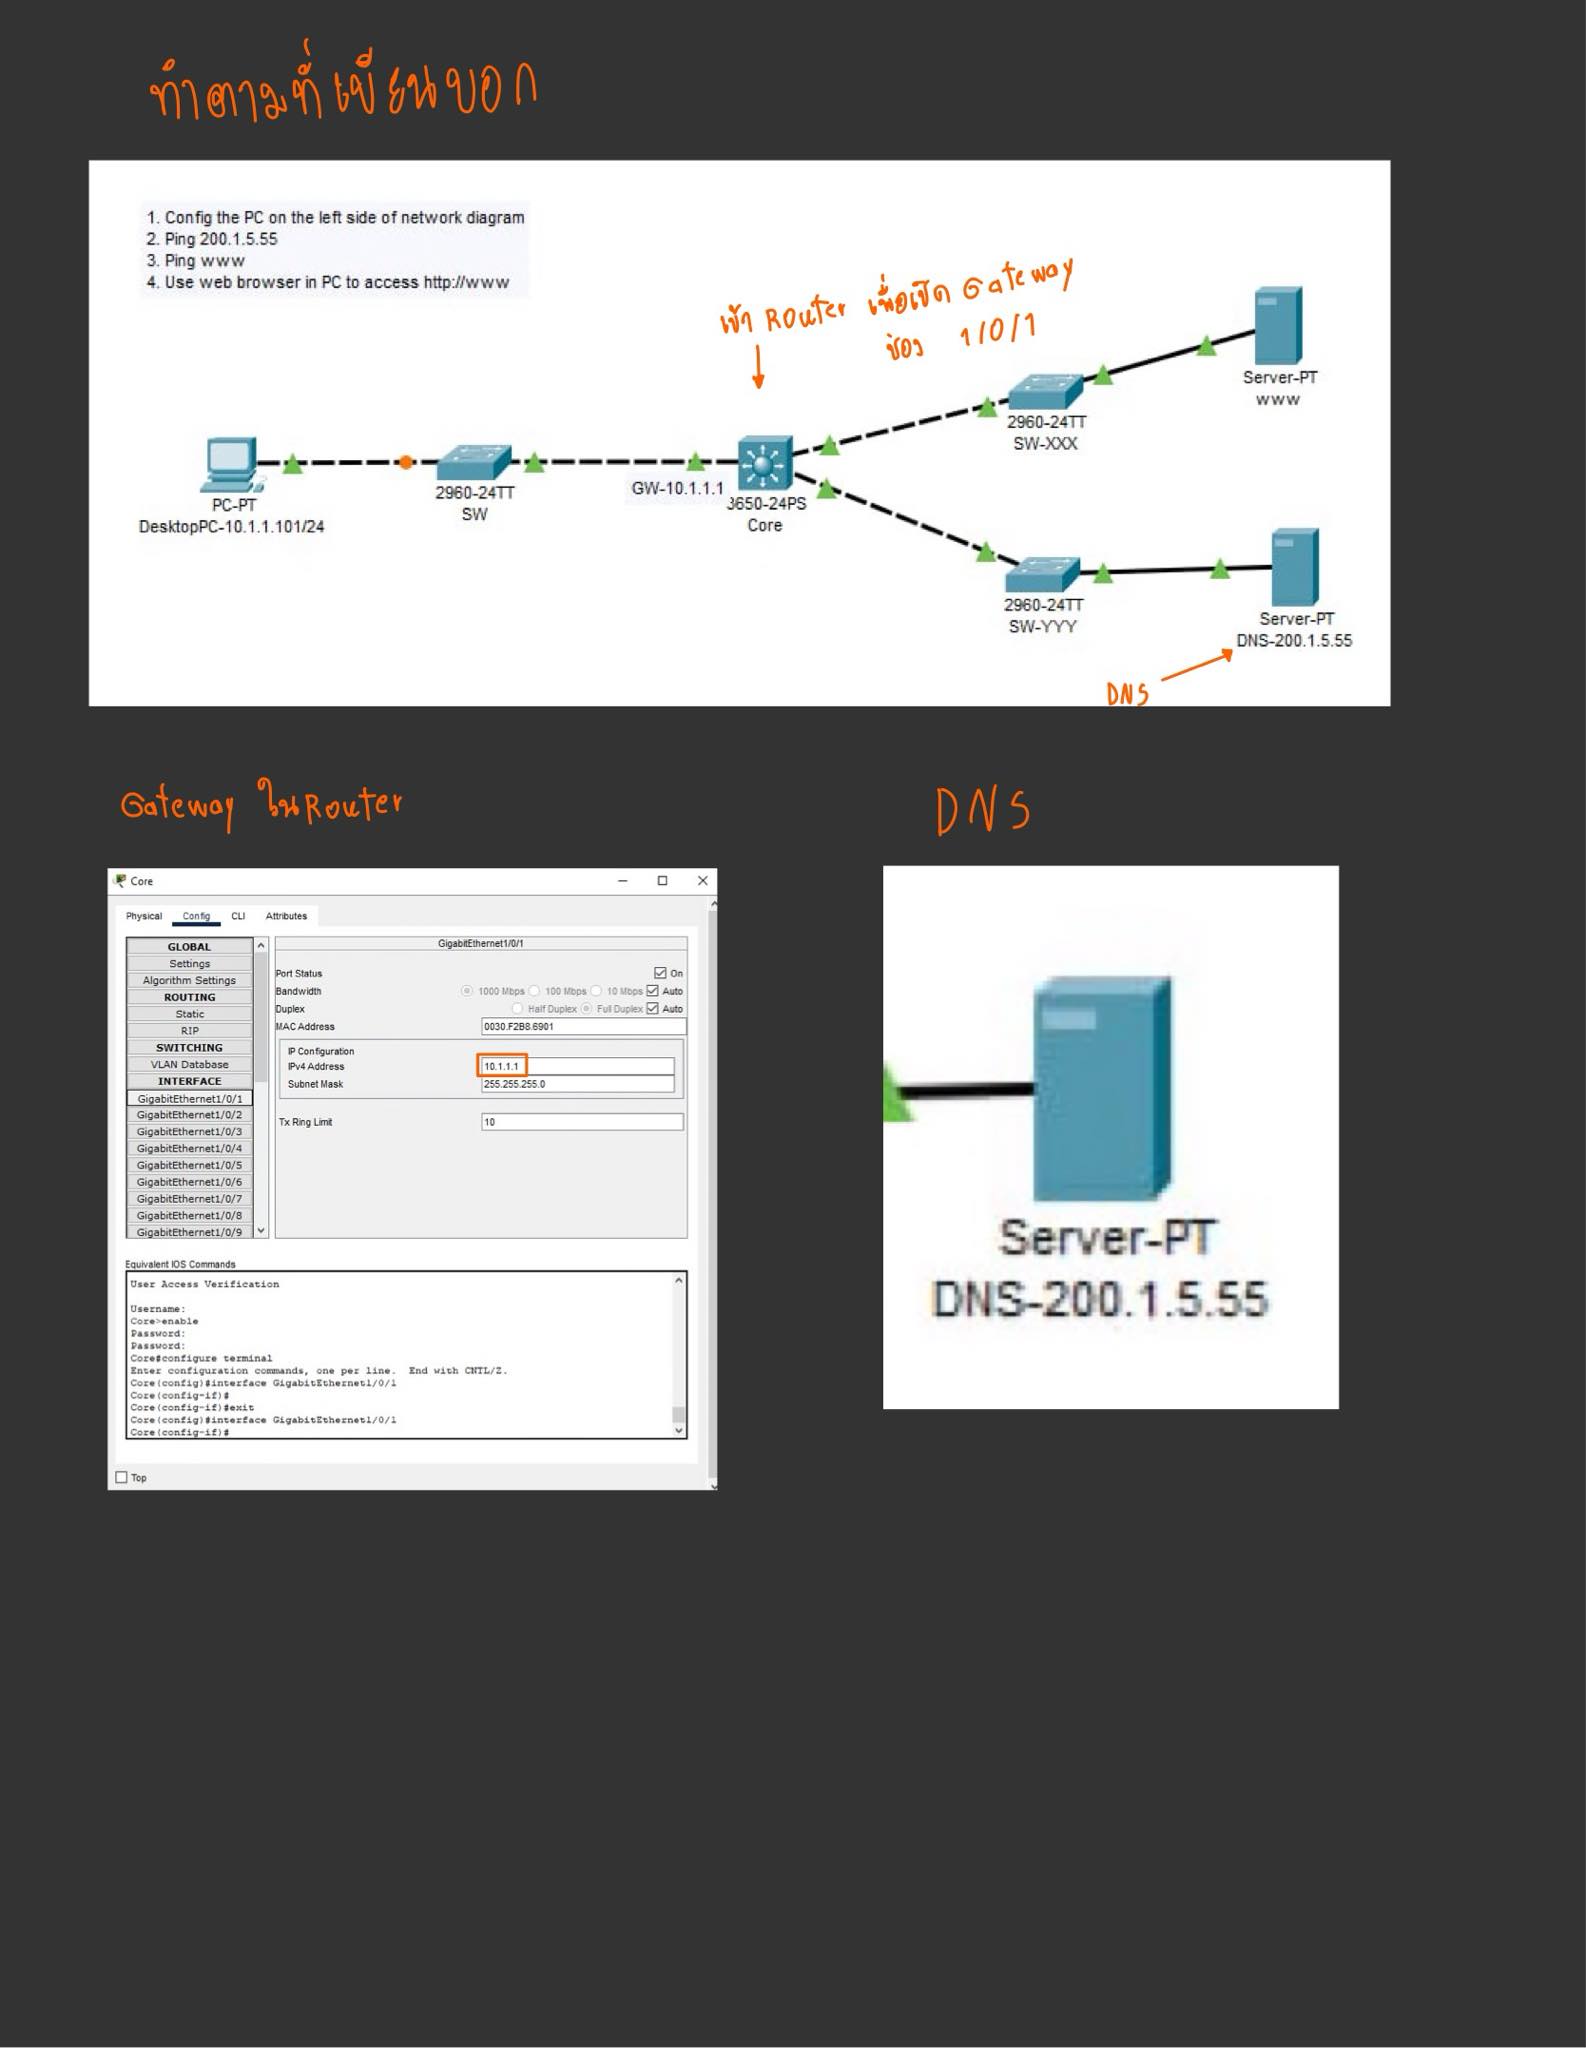 ทำตามที่เขียนบอก
1. Config the PC on the left side of network diagram
2. Ping 200.1.5.55
3. Ping www
4. Use web browser in PC to access http://www
เข้า Router เพื่อเปิด Gateway
ช่อง 1/0/1
Server-PT
www
2960-24TT
SW-XXX
PC-PT
DesktopPC-10.1.1.101/24
2960-24TT
SW
GW-10.1.1.1
3650-24PS
Core
2960-24TT
SW-YYY
Server-PT
DNS-200.1.5.55
DNS
Gateway ในRouter
DNS
Core
Physical Config CLI Attributes
GLOBAL
Settings
Algorithm Settings
ROUTING
Static
RIP
SWITCHING
VLAN Database
INTERFACE
GigabitEthernet1/0/1
GigabitEthernet1/0/2
GigabitEthernet1/0/3
GigabitEthernet1/0/4
GigabitEthernet1/0/5
GigabitEthernet1/0/6
GigabitEthernet1/0/7
GigabitEthernet1/0/8
GigabitEthernet1/0/9
GigabitEthernet1/0/1
Port Status On
Bandwidth 1000 Mbps 100 Mbps 10 Mbps Auto
Duplex Half Duplex Full Duplex Auto
MAC Address 0030.F2B8.6901
IP Configuration
IPv4 Address 10.1.1.1
Subnet Mask 255.255.255.0
Tx Ring Limit 10
Equivalent IOS Commands
User Access Verification
Username:
Core>enable
Password:
Password:
Core#configure terminal
Enter configuration commands, one per line. End with CNTL/Z.
Core(config)#interface GigabitEthernet1/0/1
Core(config-if)#
Core(config-if)#exit
Core(config)#interface GigabitEthernet1/0/1
Core(config-if)#
Top
Server-PT
DNS-200.1.5.55